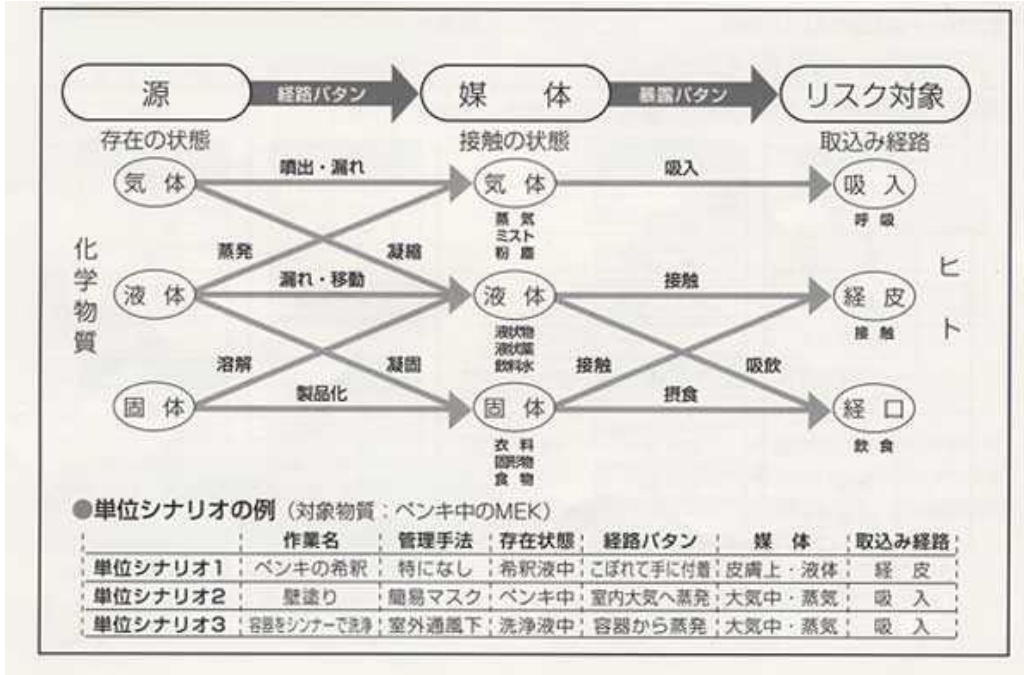 源 経路パタン 媒 体 暴露パタン リスク対象
存在の状態 接触の状態 取込み経路
気 体 噴出・漏れ 気 体 吸入 吸 入
蒸 気
ミスト
粉 塵
呼 吸
化学物質
蒸発 凝縮
液 体 漏れ・移動 液 体 接触 経 皮
液状物
液状薬
飲料水
接 触
ヒト
溶解 凝固 接触 吸飲
固 体 製品化 固 体 摂食 経 口
衣 料
固形物
食 物
飲 食
●単位シナリオの例（対象物質：ペンキ中のMEK）
作業名 管理手法 存在状態 経路パタン 媒 体 取込み経路
単位シナリオ1 ペンキの希釈 特になし 希釈液中 こぼれて手に付着 皮膚上・液体 経 皮
単位シナリオ2 壁塗り 簡易マスク ペンキ中 室内大気へ蒸発 大気中・蒸気 吸 入
単位シナリオ3 容器をシンナーで洗浄 室外通風下 洗浄液中 容器から蒸発 大気中・蒸気 吸 入